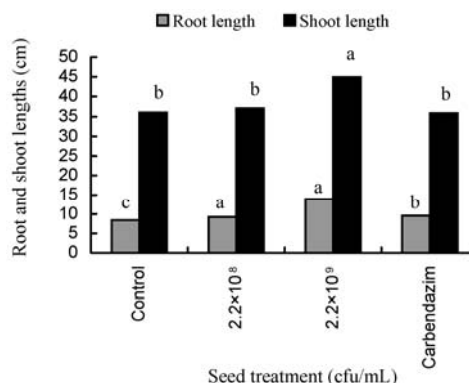 Root length Shoot length
Root and shoot lengths (cm)
50
45
40
35
30
25
20
15
10
5
0
c b a b a a b b
Control 2.2×10⁸ 2.2×10⁹ Carbendazim
Seed treatment (cfu/mL)